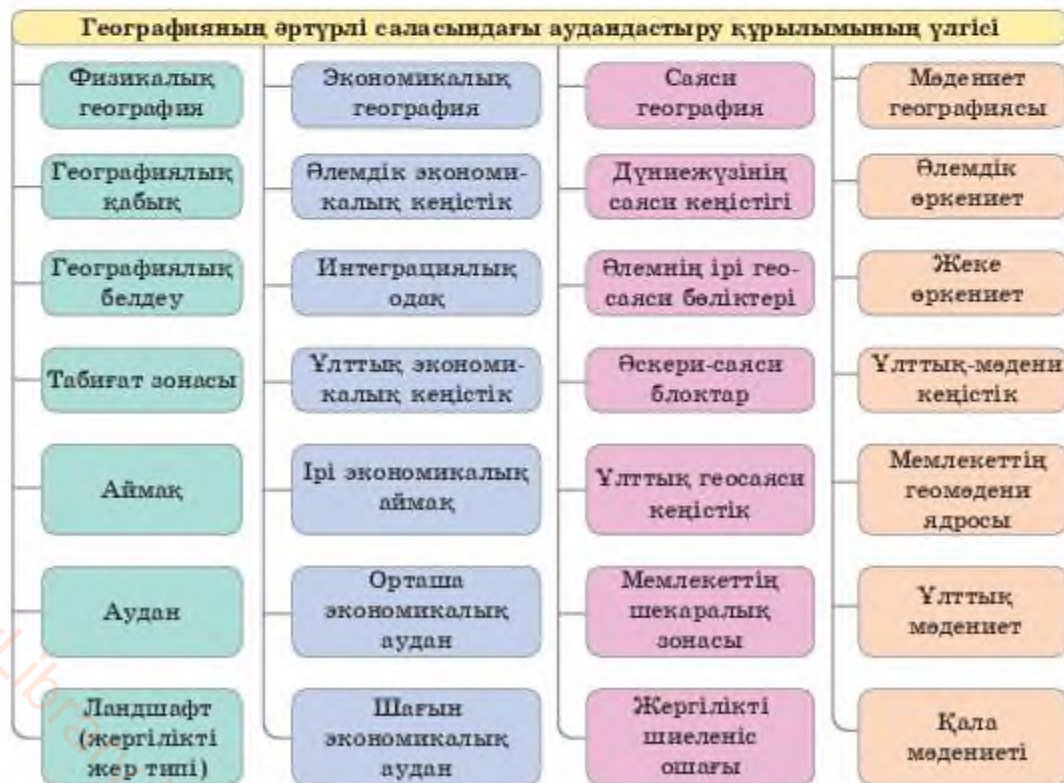 Географияның әртүрлі саласындағы аудандастыру құрылымының үлгісі
Физикалық
география
Экономикалық
география
Саяси
география
Мәдениет
географиясы
Географиялық
қабық
Әлемдік экономи-
калық кеңістік
Дүниежүзінің
саяси кеңістігі
Әлемдік
өркениет
Географиялық
белдеу
Интеграциялық
одақ
Әлемнің ірі гео-
саяси бөліктері
Жеке
өркениет
Табиғат зонасы
Ұлттық экономи-
калық кеңістік
Әскери-саяси
блоктар
Ұлттық-мәдени
кеңістік
Аймақ
Ірі экономикалық
аймақ
Ұлттық геосаяси
кеңістік
Мемлекеттің
геомәдени
ядросы
Аудан
Орташа
экономикалық
аудан
Мемлекеттің
шекаралық
зонасы
Ұлттық
мәдениет
Ландшафт
(жергілікті
жер типі)
Шағын
экономикалық
аудан
Жергілікті
шиеленіс
ошағы
Қала
мәдениеті